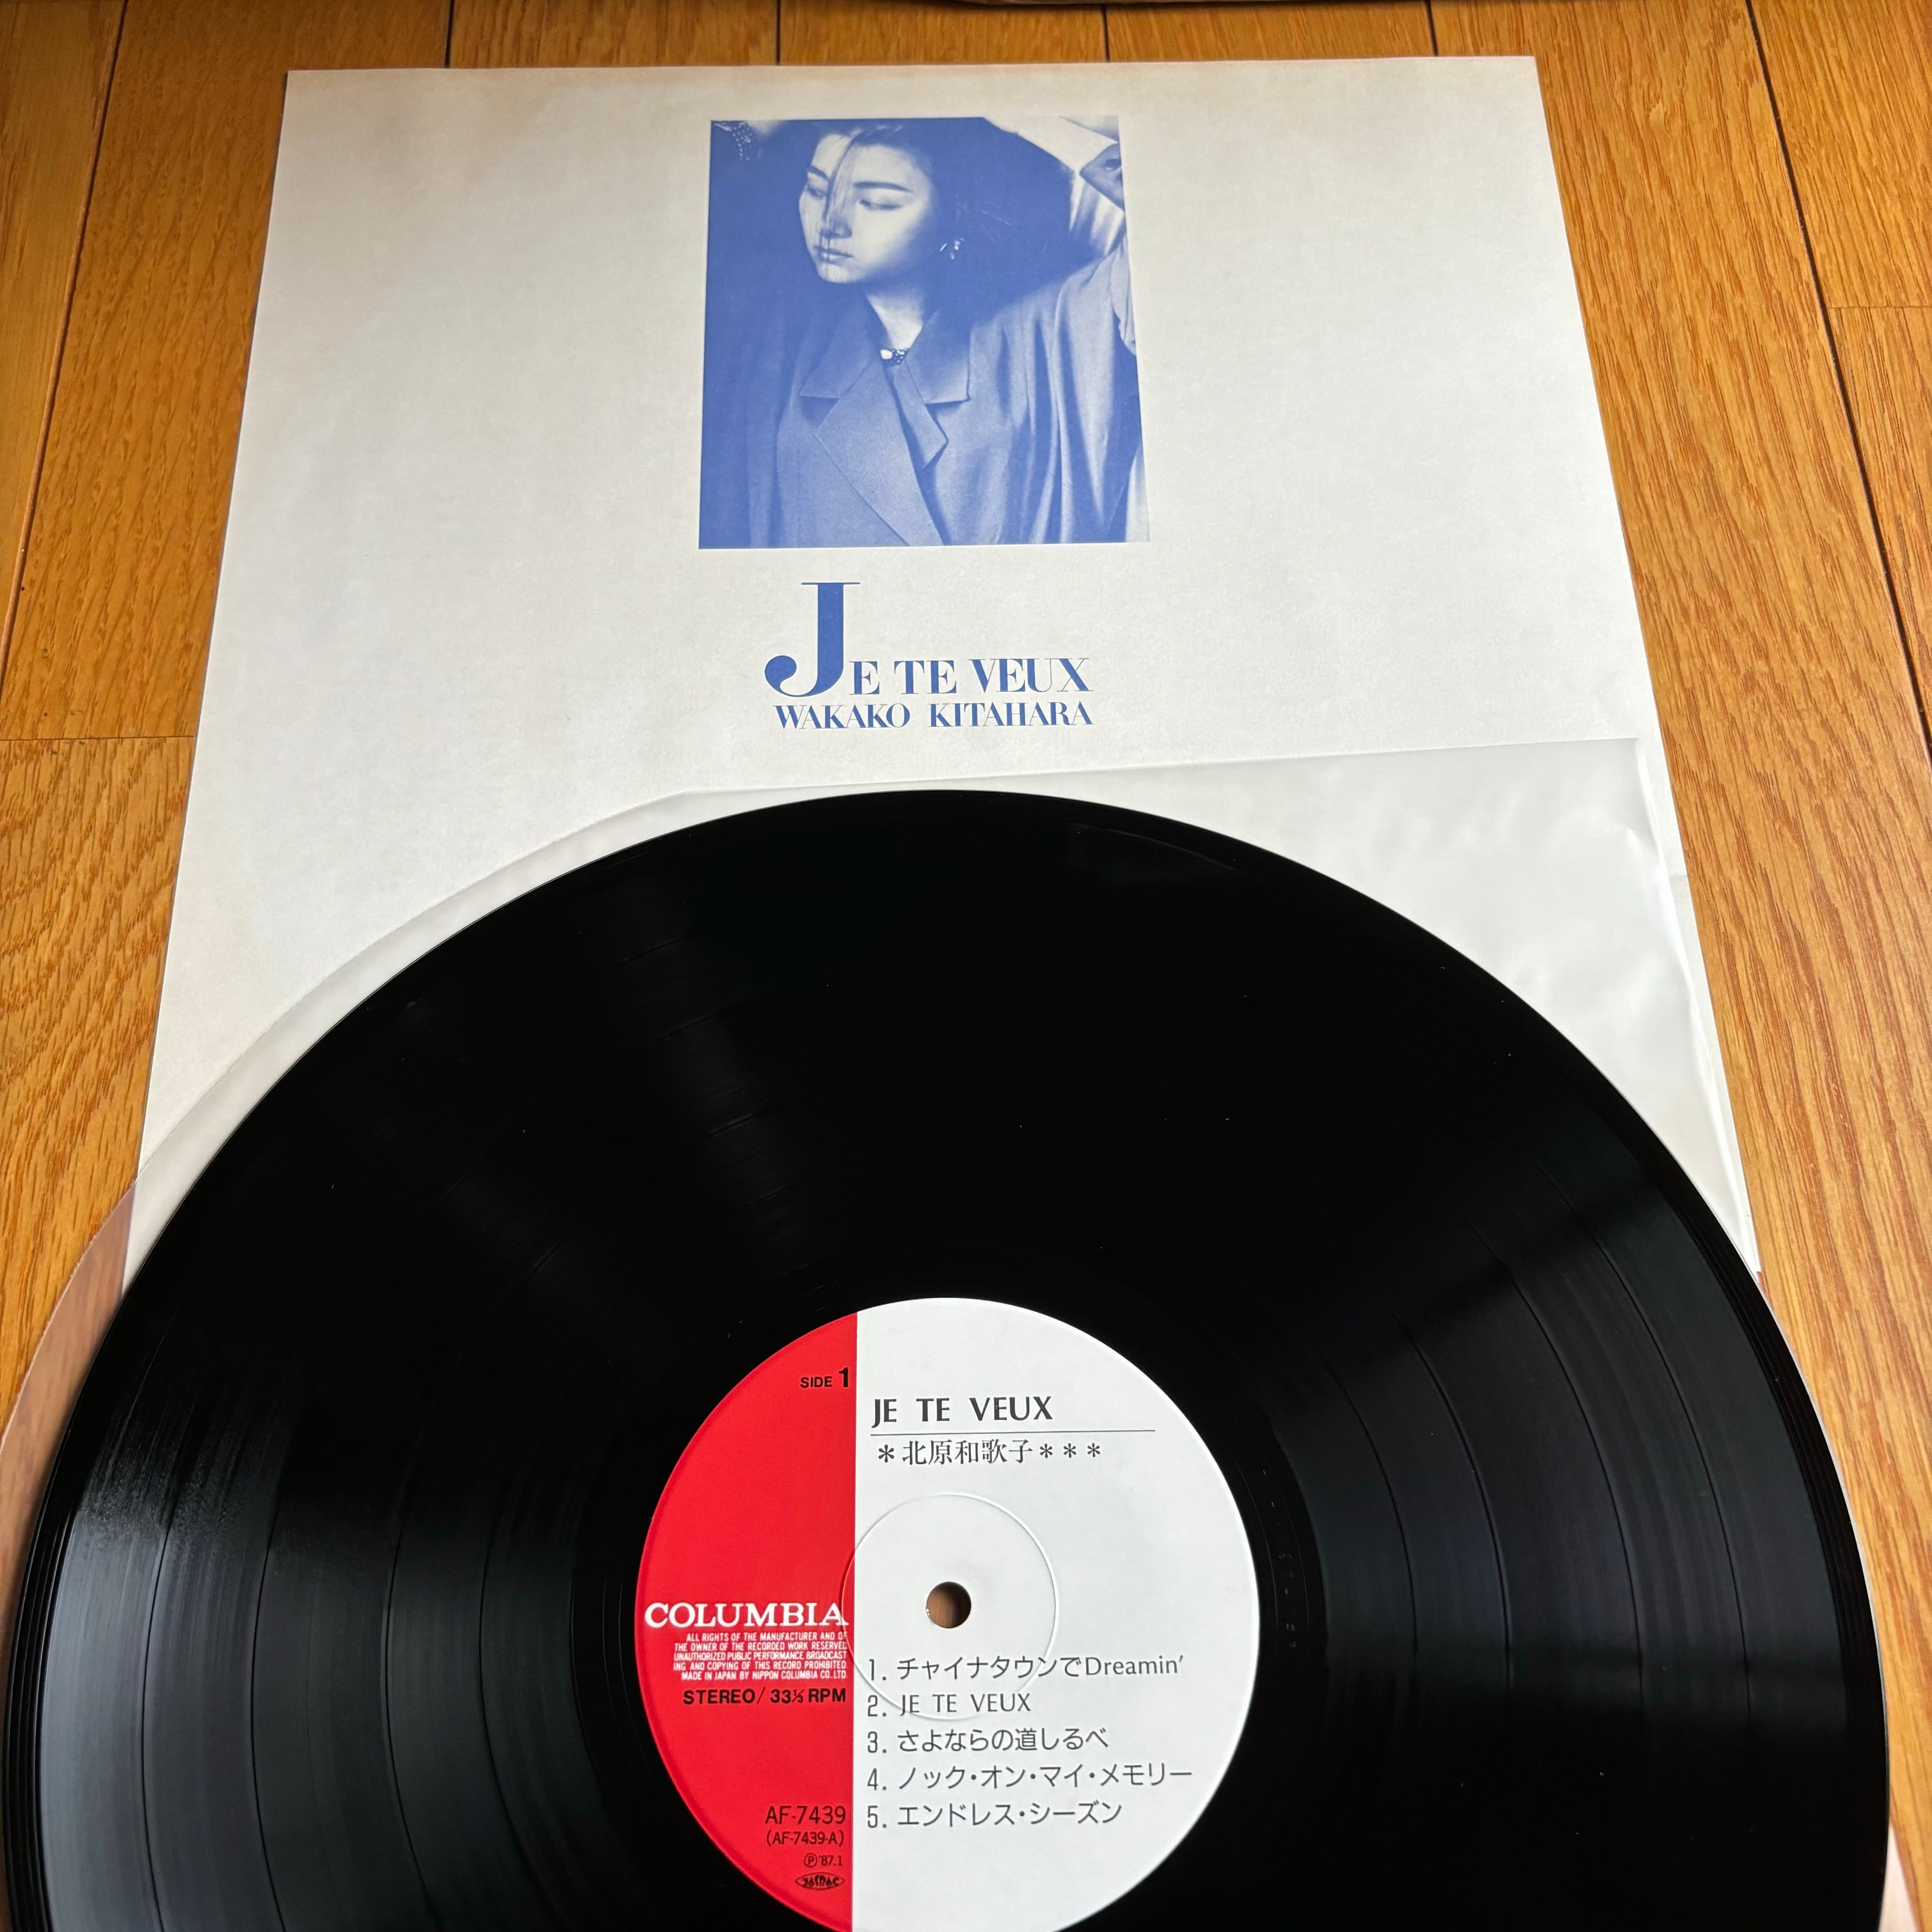 JE TE VEUX
WAKAKO KITAHARA
SIDE 1
JE TE VEUX
*北原和歌子***
COLUMBIA
ALL RIGHTS OF THE MANUFACTURER AND OF
THE OWNER OF THE RECORDED WORK RESERVED
UNAUTHORIZED PUBLIC PERFORMANCE BROADCAST
ING AND COPYING OF THIS RECORD PROHIBITED
MADE IN JAPAN BY NIPPON COLUMBIA CO. LTD.
STEREO/33⅓ RPM
1. チャイナタウンでDreamin'
2. JE TE VEUX
3. さよならの道しるべ
4. ノック・オン・マイ・メモリー
5. エンドレス・シーズン
AF-7439
(AF-7439-A)
Ⓟ'87.1
JASRAC